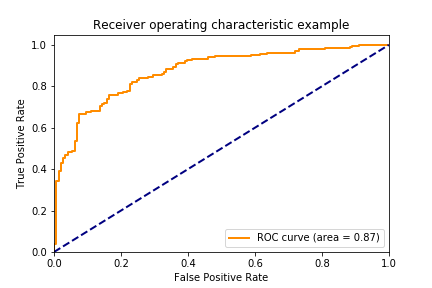 Receiver operating characteristic example
True Positive Rate
1.0
0.8
0.6
0.4
0.2
0.0
ROC curve (area = 0.87)
0.0 0.2 0.4 0.6 0.8 1.0
False Positive Rate